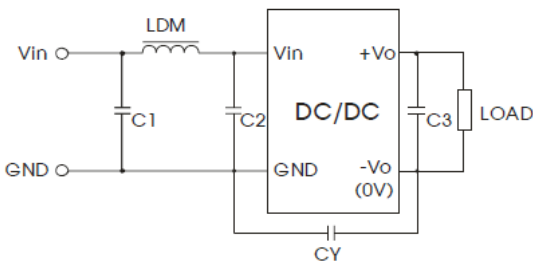 LDM
Vin
Vin
+Vo
C1
C2
DC/DC
C3
LOAD
GND
GND
-Vo
(0V)
CY